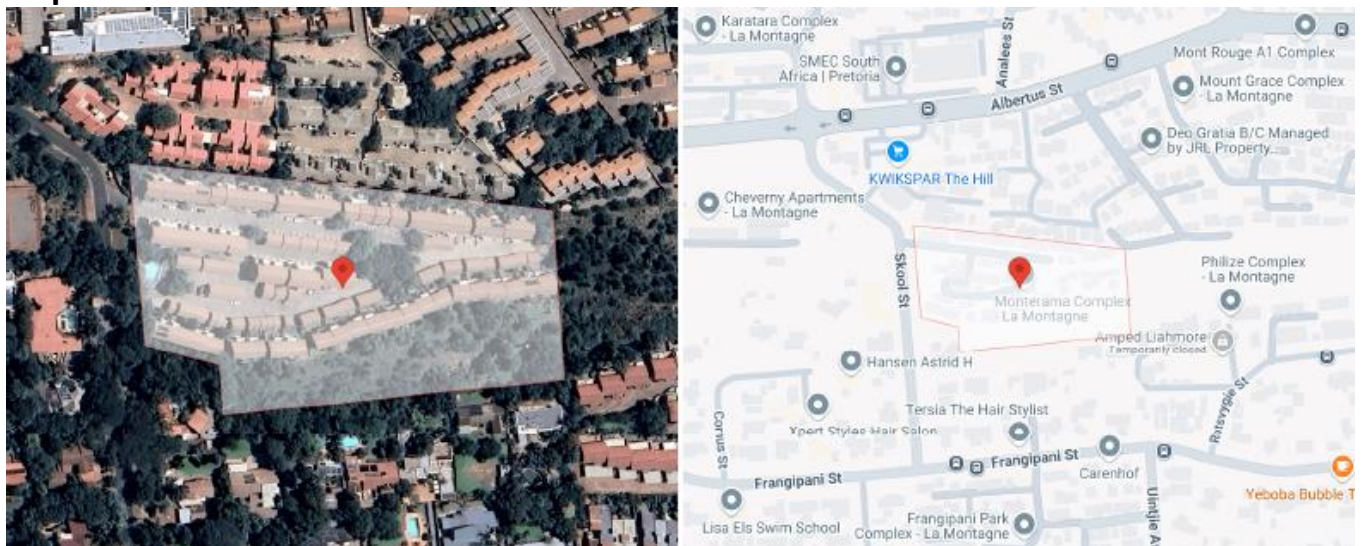 Karatara Complex
- La Montagne
SMEC South
Africa | Pretoria
Analees St
Mont Rouge A1 Complex
Mount Grace Complex
- La Montagne
Albertus St
Deo Gratia B/C Managed
by JRL Property...
KWIKSPAR The Hill
Cheverny Apartments
- La Montagne
Skool St
Philize Complex
- La Montagne
Monterama Complex
- La Montagne
Amped Liahmore
Temporarily closed
Hansen Astrid H
Ratsvygie St
Tersia The Hair Stylist
Xpert Styles Hair Salon
Cornus St
Frangipani St
Carenhof
Frangipani St
Uintjie A
Yeboba Bubble T
Lisa Els Swim School
Frangipani Park
Complex - La Montagne